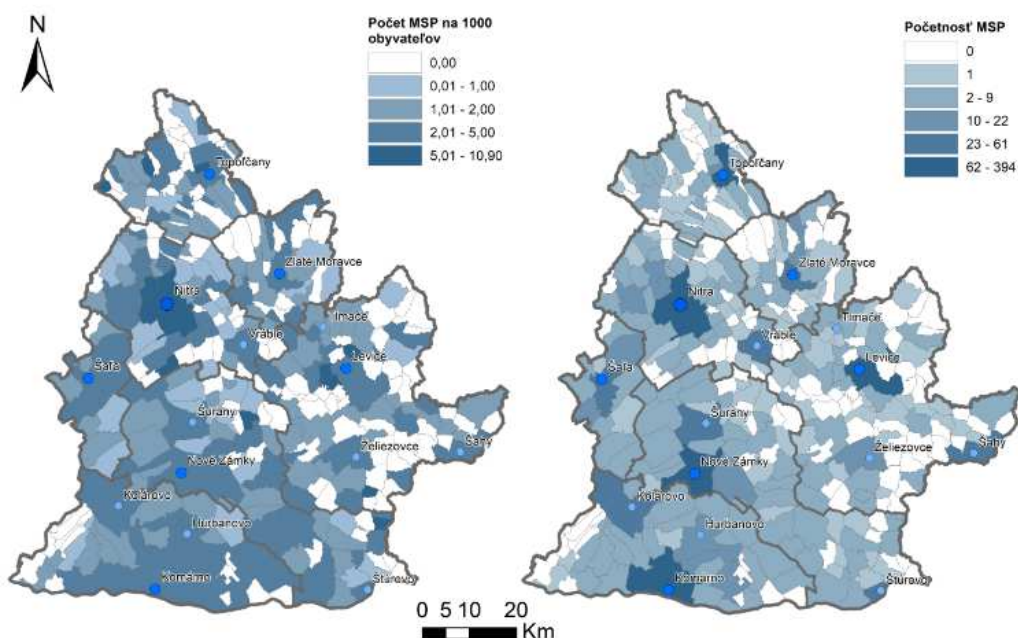 N
Počet MSP na 1000
obyvateľov
0,00
0,01 - 1,00
1,01 - 2,00
2,01 - 5,00
5,01 - 10,90
Topoľčany
Zlaté Moravce
Nitra
Tlmače
Vráble
Levice
Šaľa
Šurany
Želiezovce
Šahy
Nové Zámky
Kolárovo
Hurbanovo
Komárno
Štúrovo
Početnosť MSP
0
1
2 - 9
10 - 22
23 - 61
62 - 394
Topoľčany
Zlaté Moravce
Nitra
Tlmače
Vráble
Levice
Šaľa
Šurany
Želiezovce
Šahy
Nové Zámky
Kolárovo
Hurbanovo
Komárno
Štúrovo
0 5 10 20
Km